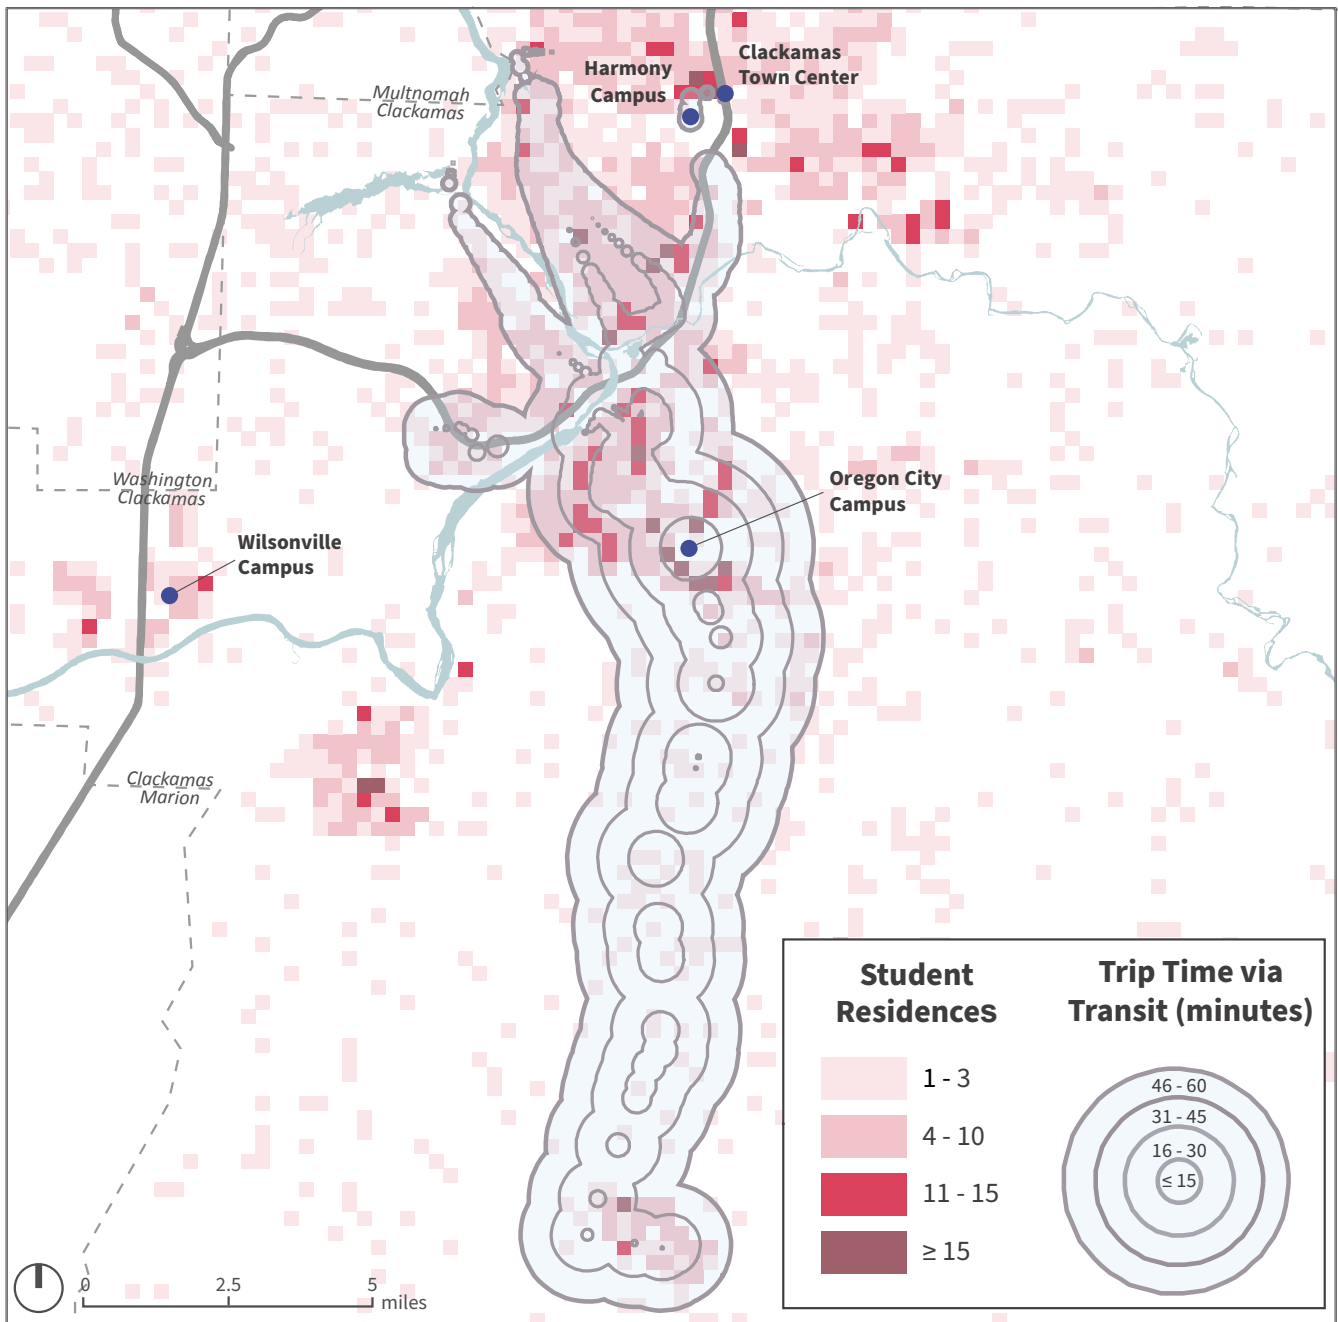 Clackamas
Town Center
Harmony
Campus
Multnomah
Clackamas
Oregon City
Campus
Washington
Clackamas
Wilsonville
Campus
Clackamas
Marion
Student
Residences
1 - 3
4 - 10
11 - 15
≥ 15
Trip Time via
Transit (minutes)
46 - 60
31 - 45
16 - 30
≤ 15
0 2.5 5
miles